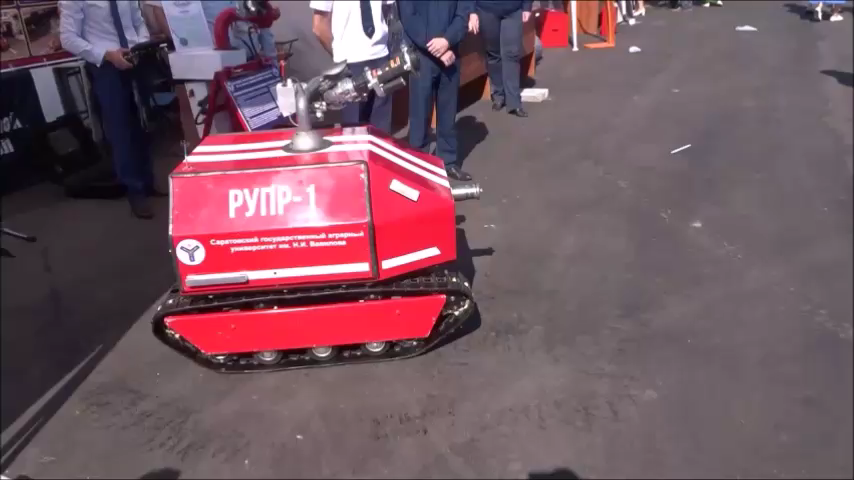 РУПР-1
Саратовский государственный аграрный
университет им. Н.И. Вавилова